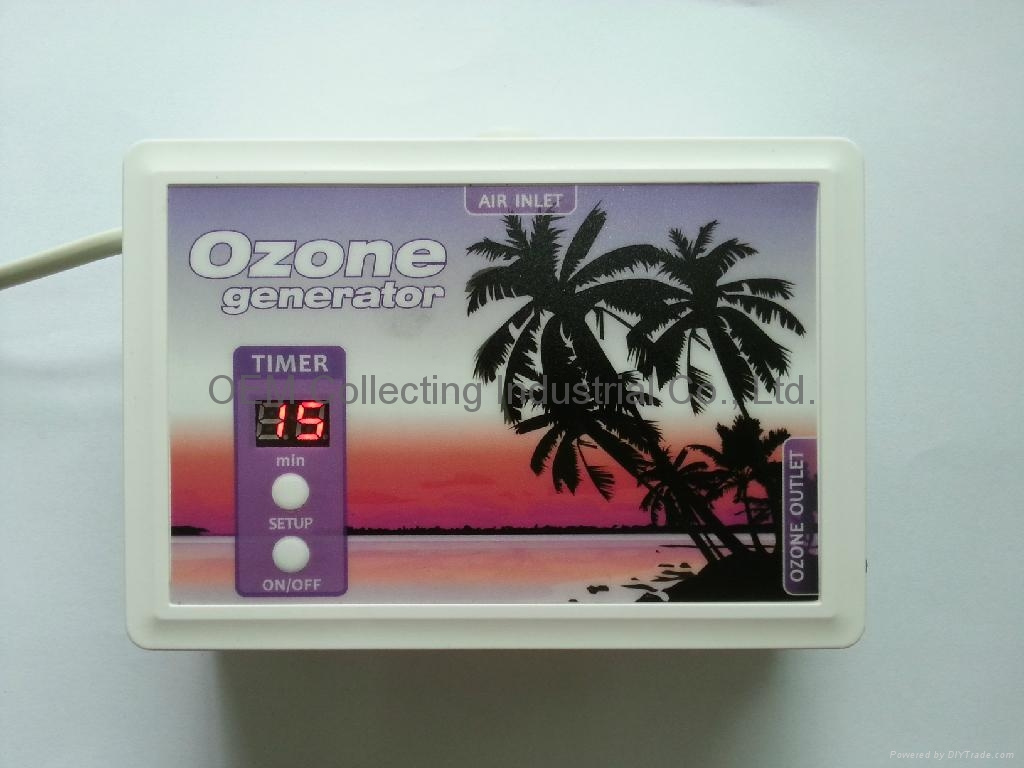 AIR INLET
Ozone
generator
TIMER
OEM-Collecting Industrial Co., Ltd.
15
min
SETUP
ON/OFF
OZONE OUTLET
Powered by DIYTrade.com